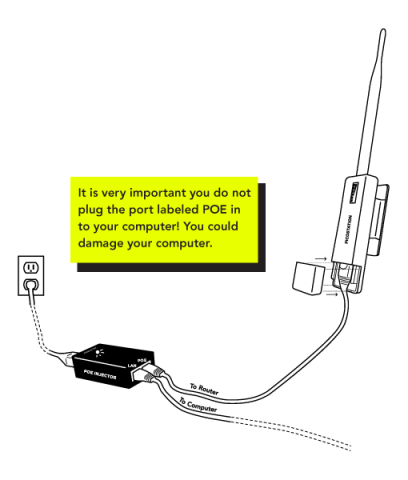 It is very important you do not
plug the port labeled POE in
to your computer! You could
damage your computer.
PICOSTATION
POE
LAN
POE INJECTOR
To Router
To Computer